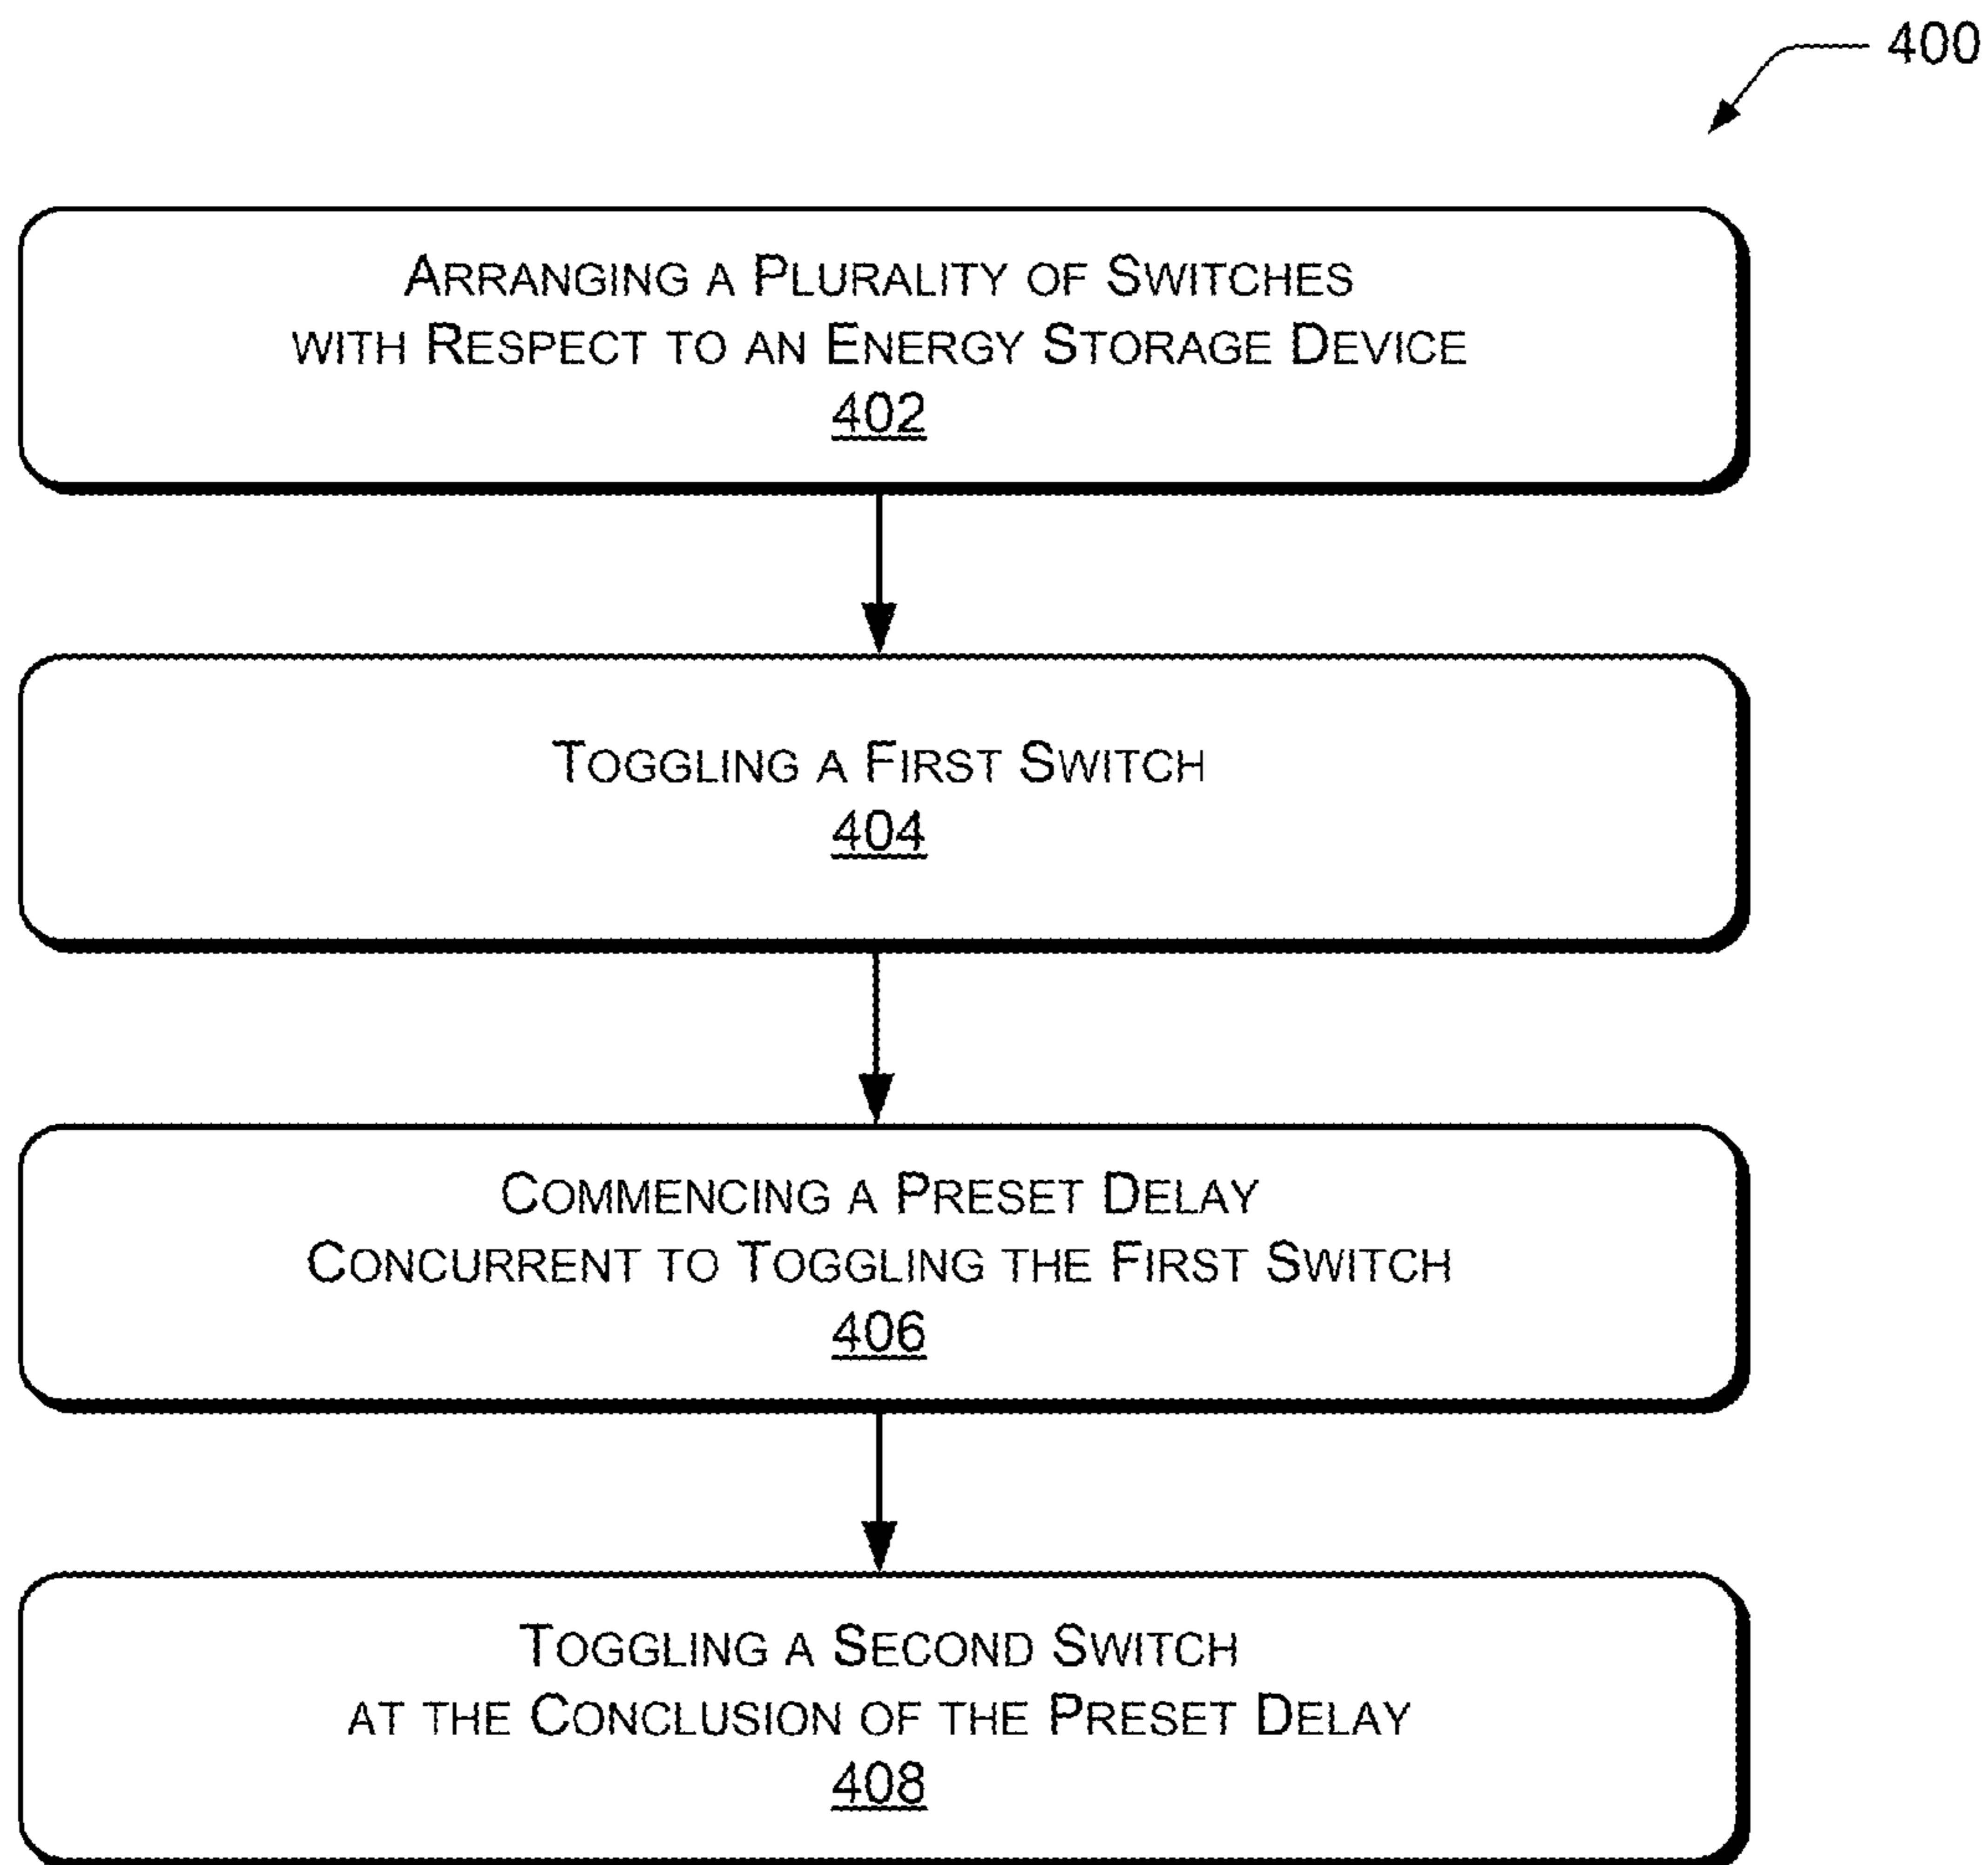 400
ARRANGING A PLURALITY OF SWITCHES
WITH RESPECT TO AN ENERGY STORAGE DEVICE
402
TOGGLING A FIRST SWITCH
404
COMMENCING A PRESET DELAY
CONCURRENT TO TOGGLING THE FIRST SWITCH
406
TOGGLING A SECOND SWITCH
AT THE CONCLUSION OF THE PRESET DELAY
408